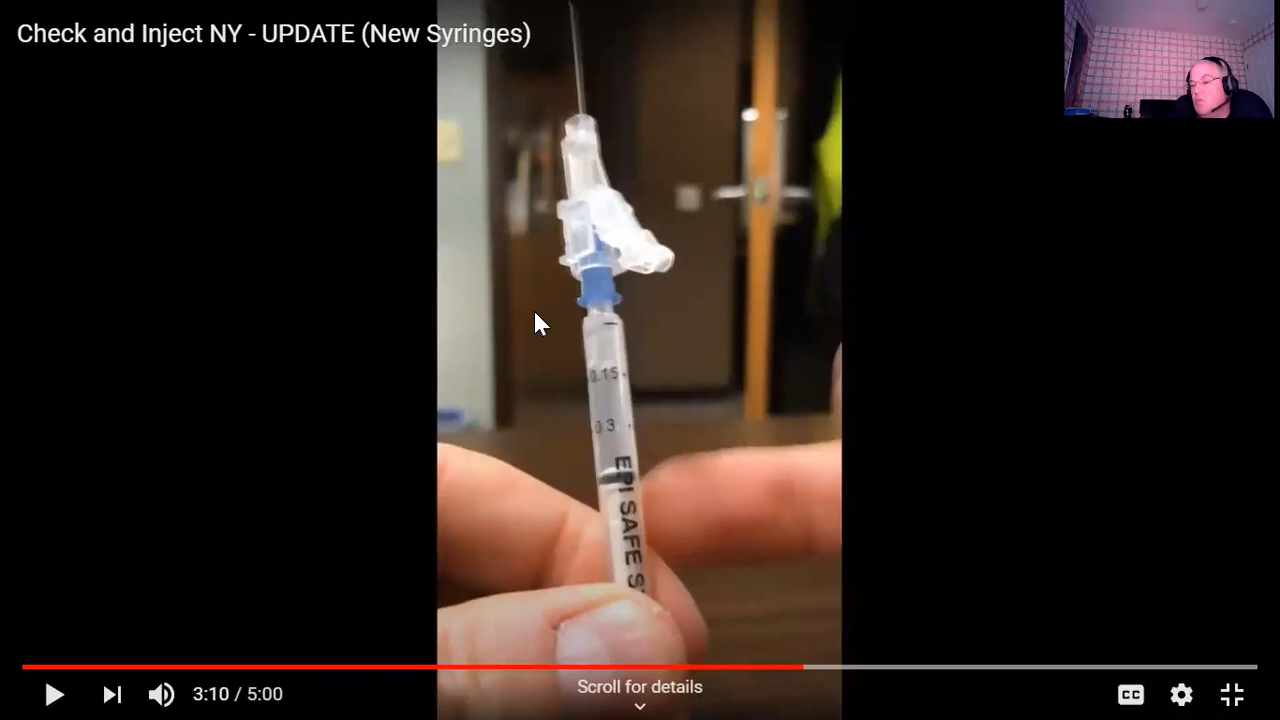 Check and Inject NY - UPDATE (New Syringes)
0.15
0.3
EPI SAFE
3:10 / 5:00
Scroll for details
CC